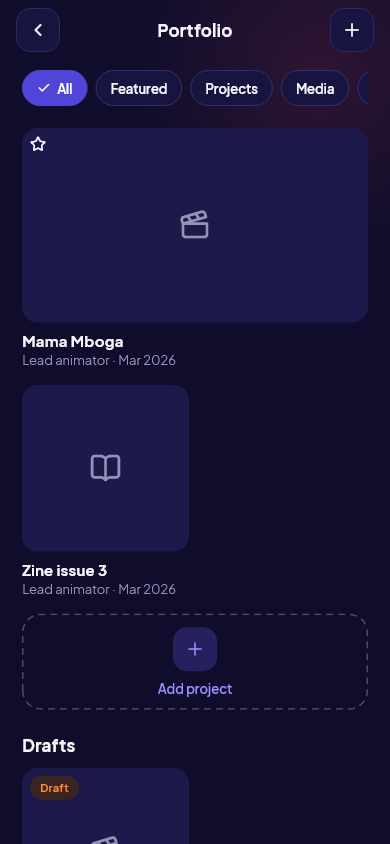 Portfolio
All
Featured
Projects
Media
Mama Mboga
Lead animator · Mar 2026
Zine issue 3
Lead animator · Mar 2026
Add project
Drafts
Draft